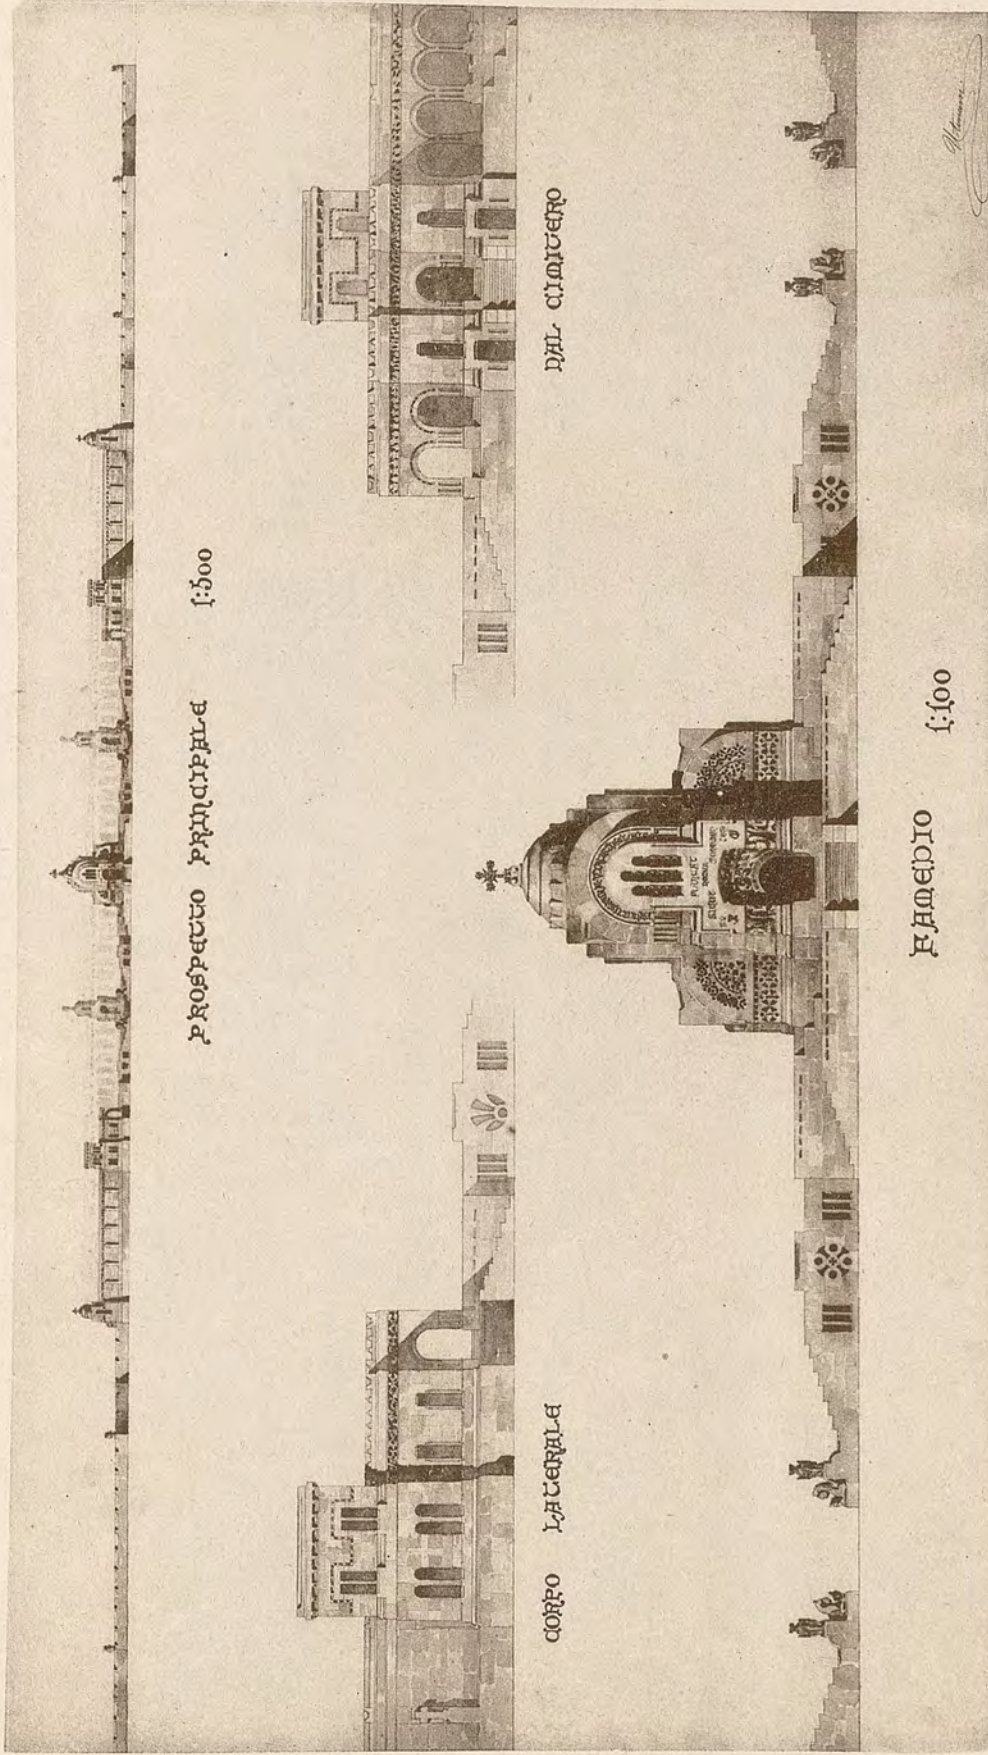 PROSPETTO PRINCIPALE 1:500
CORPO LATERALE
DAL CIMITERO
FAMEDIO 1:100